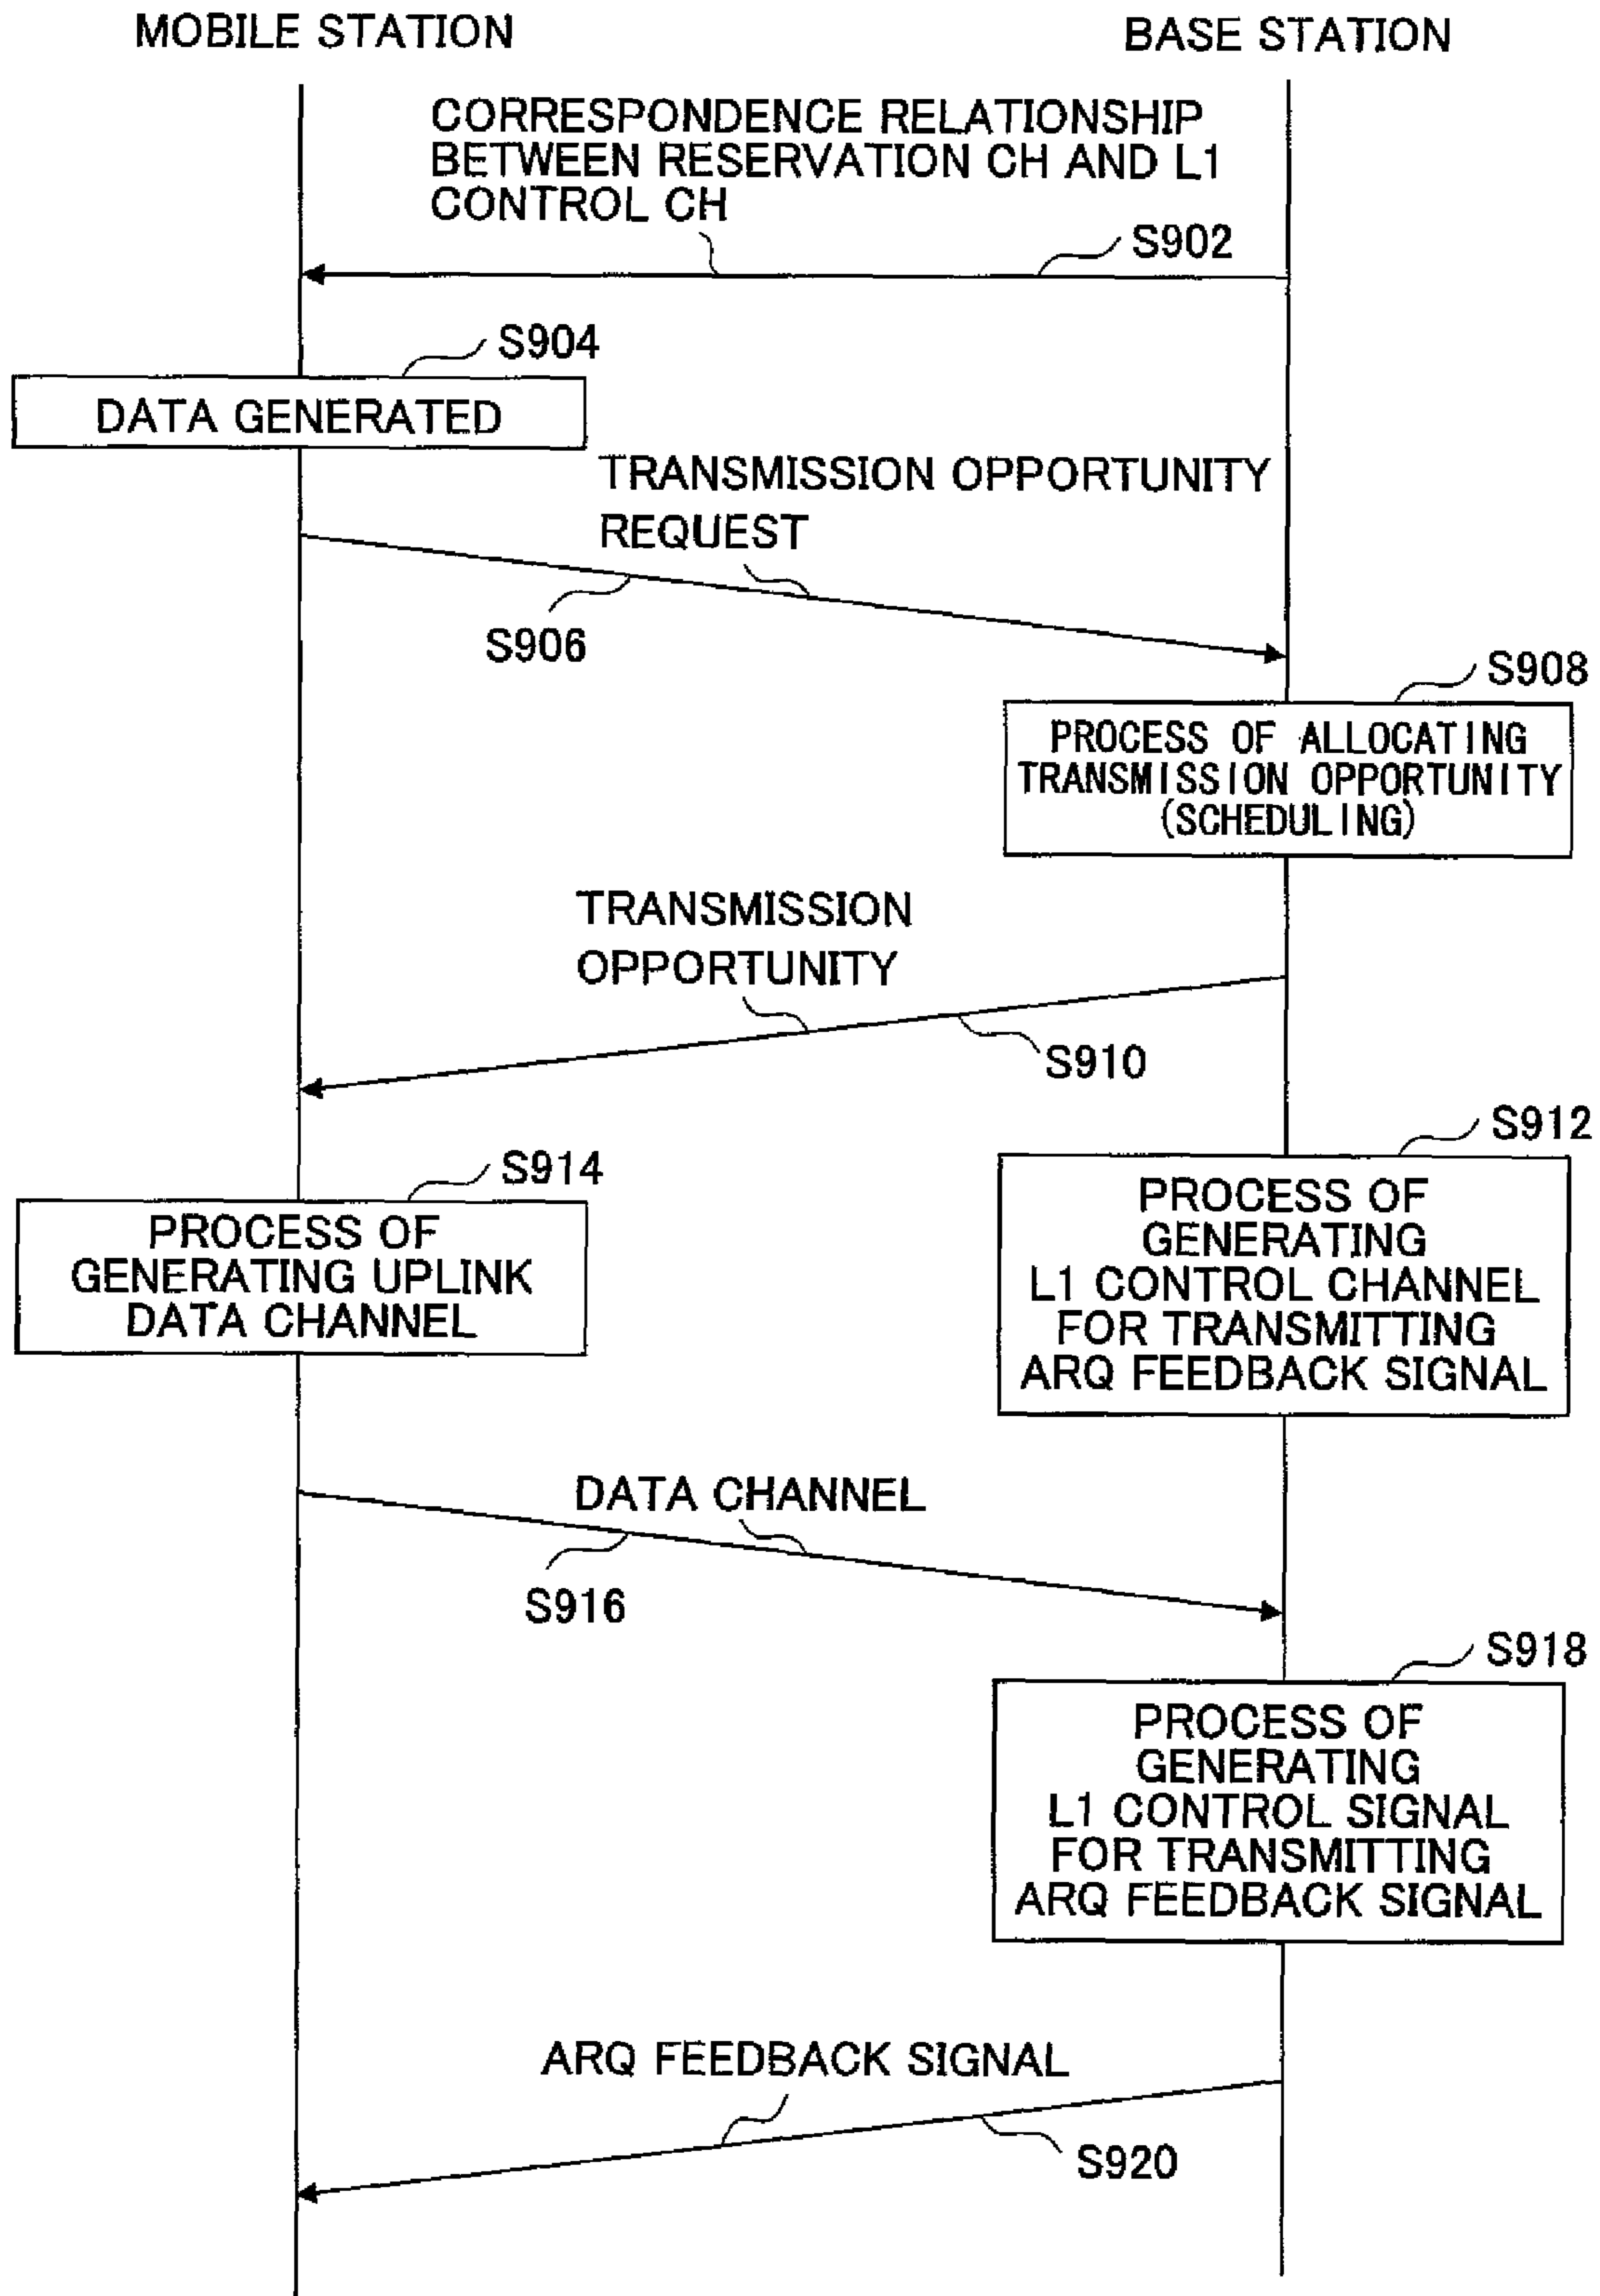 MOBILE STATION
BASE STATION
CORRESPONDENCE RELATIONSHIP
BETWEEN RESERVATION CH AND L1
CONTROL CH
S902
S904
DATA GENERATED
TRANSMISSION OPPORTUNITY
REQUEST
S906
S908
PROCESS OF ALLOCATING
TRANSMISSION OPPORTUNITY
(SCHEDULING)
TRANSMISSION
OPPORTUNITY
S910
S912
S914
PROCESS OF
GENERATING UPLINK
DATA CHANNEL
PROCESS OF
GENERATING
L1 CONTROL CHANNEL
FOR TRANSMITTING
ARQ FEEDBACK SIGNAL
DATA CHANNEL
S916
S918
PROCESS OF
GENERATING
L1 CONTROL SIGNAL
FOR TRANSMITTING
ARQ FEEDBACK SIGNAL
ARQ FEEDBACK SIGNAL
S920